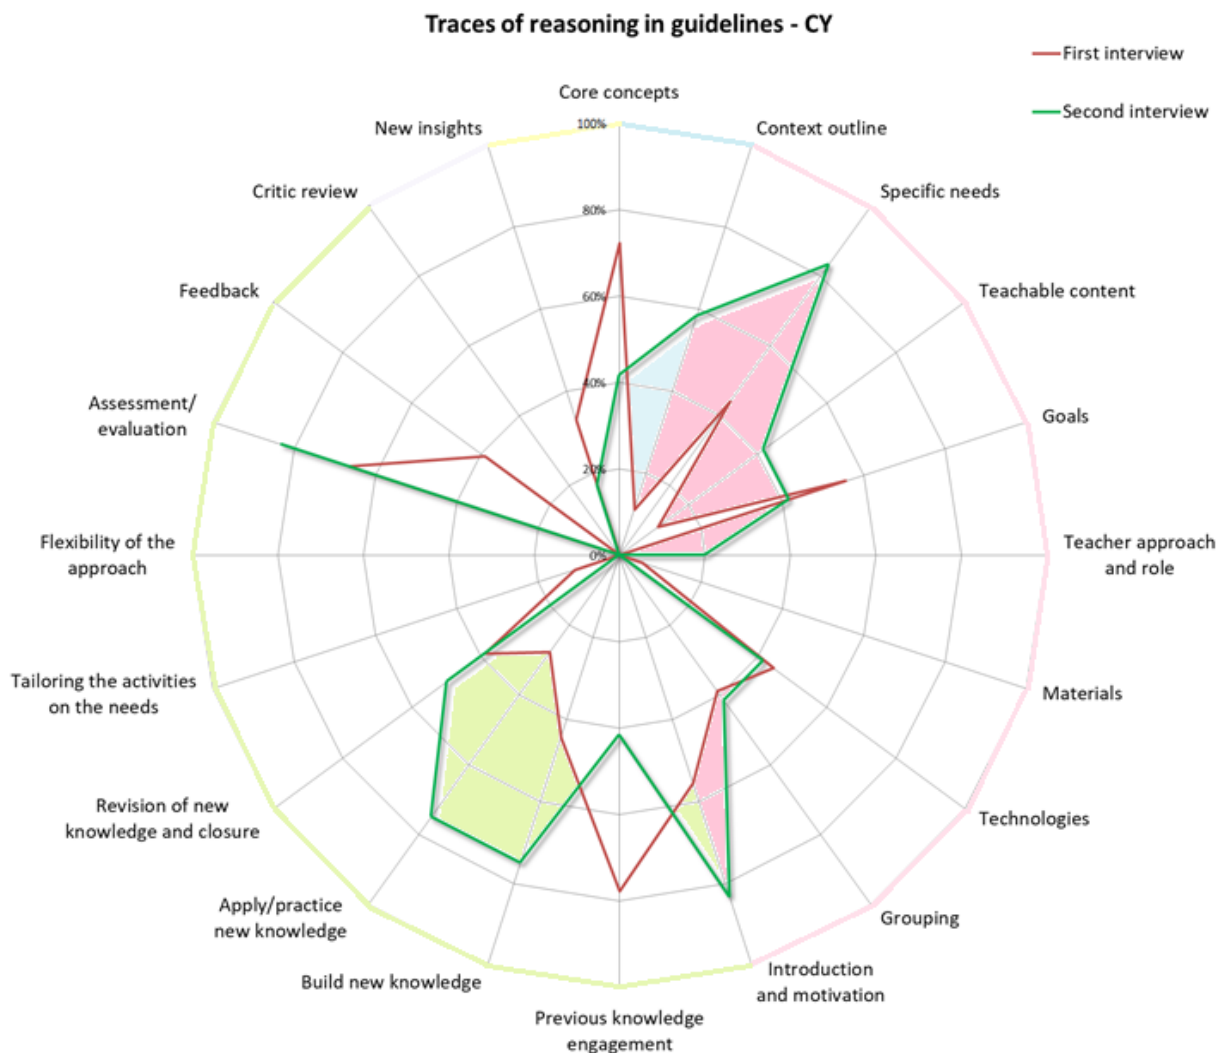 Traces of reasoning in guidelines - CY
First interview
Second interview
Core concepts
Context outline
Specific needs
Teachable content
Goals
Teacher approach
and role
Materials
Technologies
Grouping
Introduction
and motivation
Previous knowledge
engagement
Build new knowledge
Apply/practice
new knowledge
Revision of new
knowledge and closure
Tailoring the activities
on the needs
Flexibility of the
approach
Assessment/
evaluation
Feedback
Critic review
New insights
100%
80%
60%
40%
20%
0%